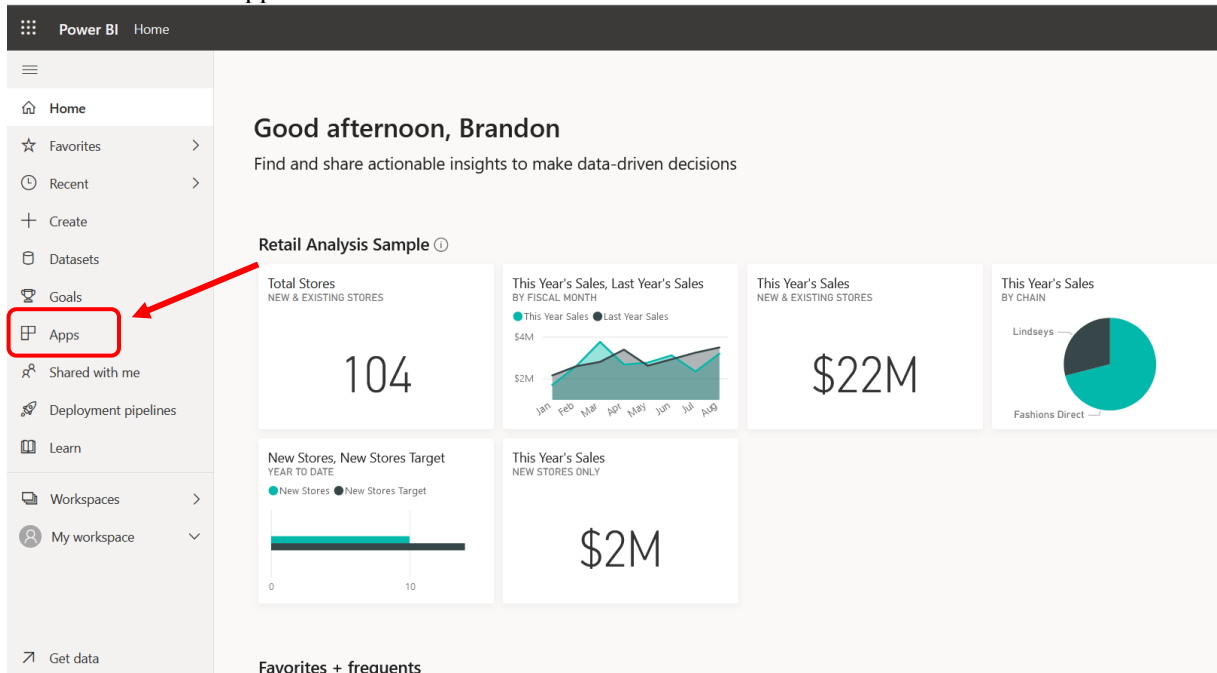 Power BI Home
Home
Favorites
Recent
Create
Datasets
Goals
Apps
Shared with me
Deployment pipelines
Learn
Workspaces
My workspace
Get data
Good afternoon, Brandon
Find and share actionable insights to make data-driven decisions
Retail Analysis Sample
Total Stores
NEW & EXISTING STORES
104
This Year's Sales, Last Year's Sales
BY FISCAL MONTH
This Year Sales Last Year Sales
$4M
$2M
Jan Feb Mar Apr May Jun Jul Aug
This Year's Sales
NEW & EXISTING STORES
$22M
This Year's Sales
BY CHAIN
Lindseys
Fashions Direct
New Stores, New Stores Target
YEAR TO DATE
New Stores New Stores Target
0 10
This Year's Sales
NEW STORES ONLY
$2M
Favorites + frequents